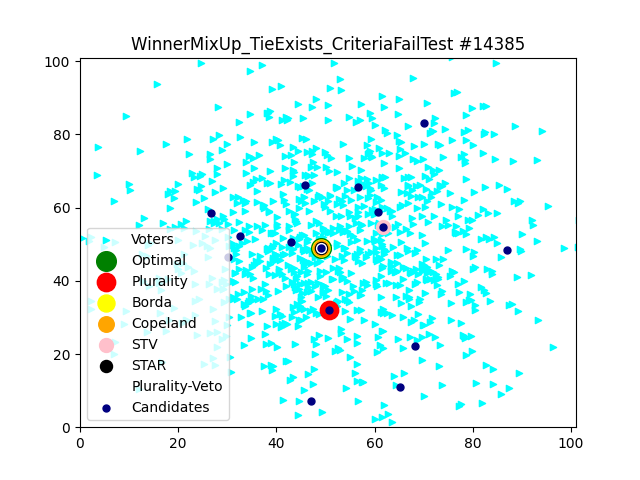 WinnerMixUp_TieExists_CriteriaFailTest #14385
100
80
60
40
20
0
Voters
Optimal
Plurality
Borda
Copeland
STV
STAR
Plurality-Veto
Candidates
0 20 40 60 80 100